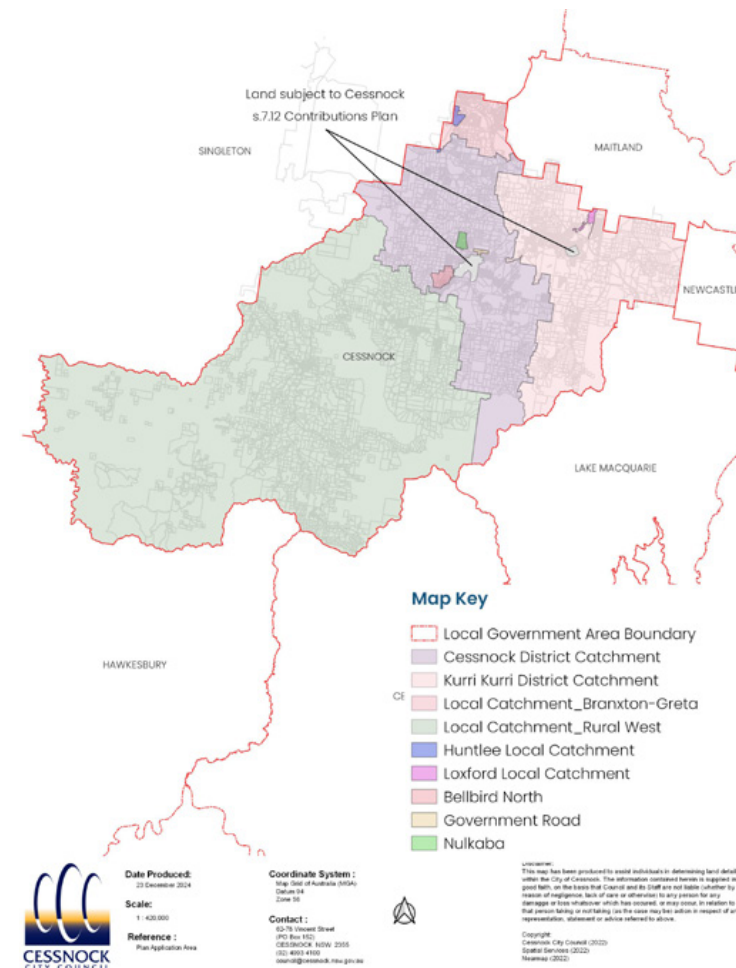 Land subject to Cessnock
s.7.12 Contributions Plan
SINGLETON
MAITLAND
NEWCASTLE
CESSNOCK
LAKE MACQUARIE
HAWKESBURY
CE
Map Key
Local Government Area Boundary
Cessnock District Catchment
Kurri Kurri District Catchment
Local Catchment_Branxton-Greta
Local Catchment_Rural West
Huntlee Local Catchment
Loxford Local Catchment
Bellbird North
Government Road
Nulkaba
CESSNOCK
CITY COUNCIL
Date Produced:
23 December 2024
Scale:
1 : 420,000
Reference :
Plan Application Area
Coordinate System :
Map Grid of Australia (MGA)
Datum 94
Zone 56
Contact :
62-78 Vincent Street
(PO Box 152)
CESSNOCK NSW 2325
(02) 4993 4100
council@cessnock.nsw.gov.au
Disclaimer:
This map has been produced to assist individuals in determining land detail
within the City of Cessnock. The information contained herein is supplied in
good faith, on the basis that Council and its Staff are not liable (whether by
reason of negligence, lack of care or otherwise) to any person for any
damages or loss whatsoever which has occured, or may occur, in relation to
that person taking or not taking (as the case may be) action in respect of any
representation, statement or advice referred to above.
Copyright:
Cessnock City Council (2022)
Spatial Services (2022)
Nearmap (2022)